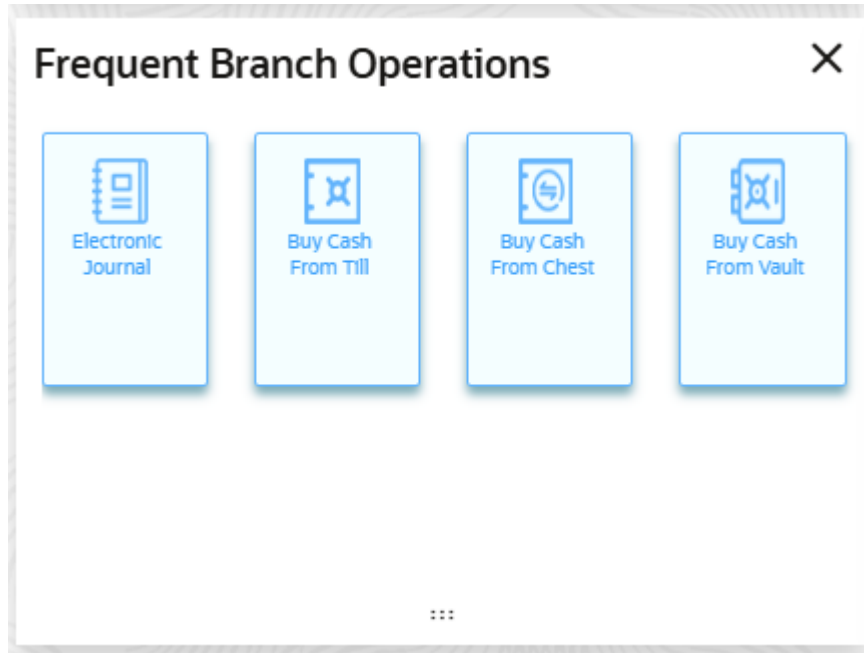 Frequent Branch Operations
Electronic
Journal
Buy Cash
From Till
Buy Cash
From Chest
Buy Cash
From Vault